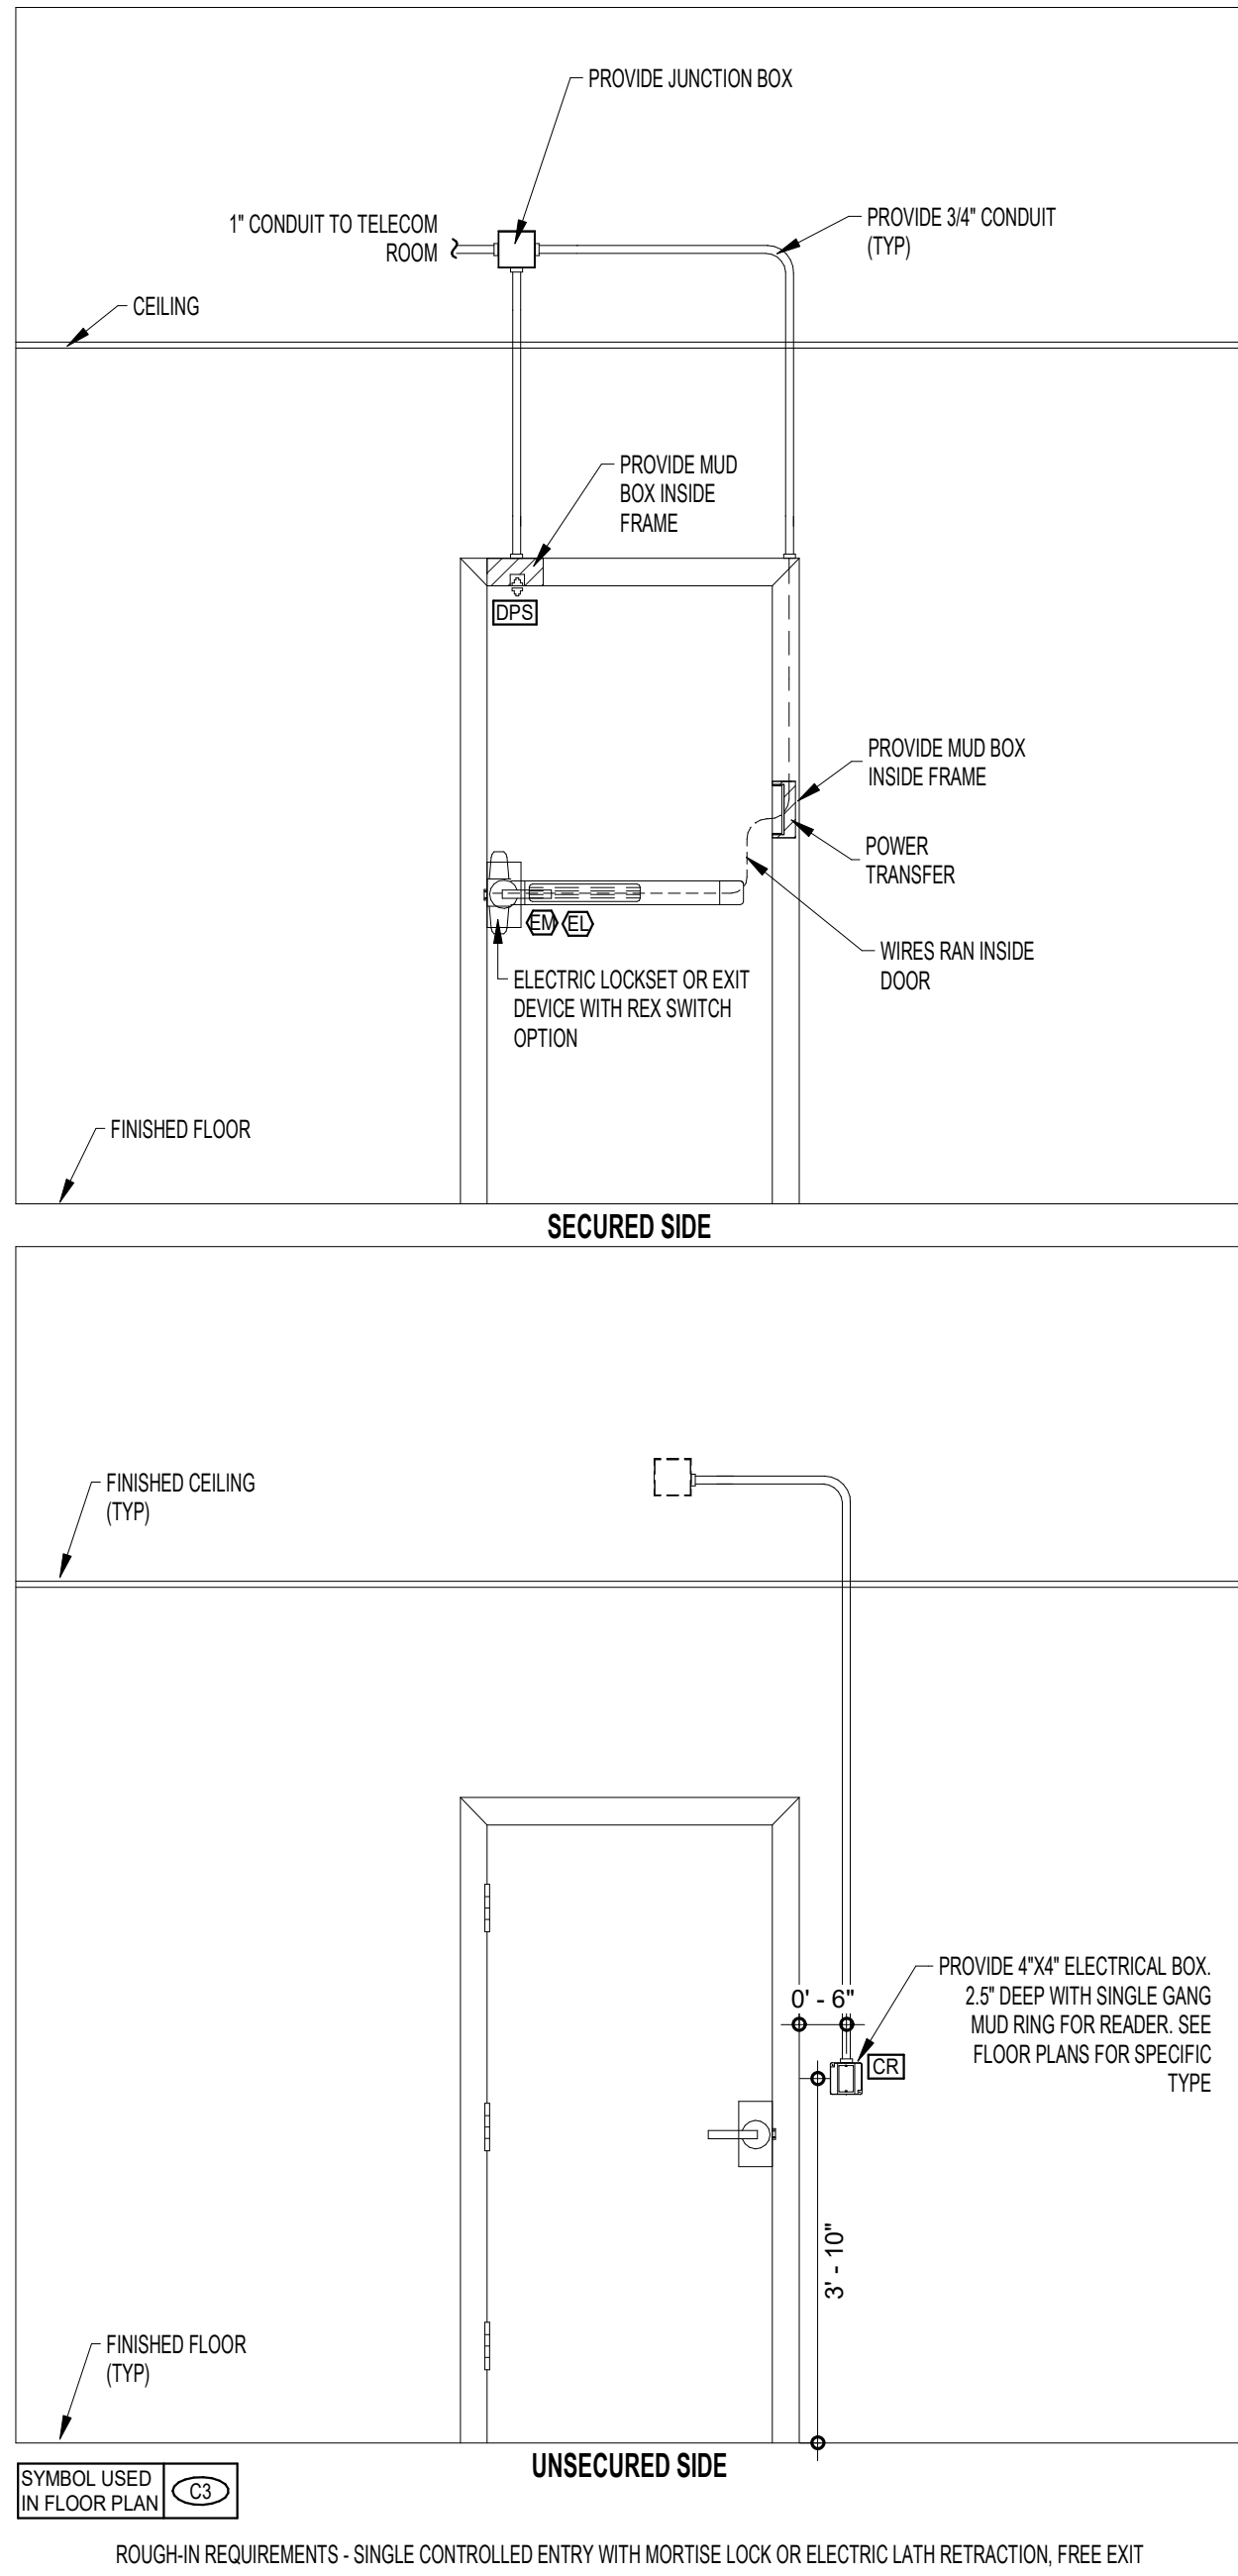 PROVIDE JUNCTION BOX
1" CONDUIT TO TELECOM
ROOM
PROVIDE 3/4" CONDUIT
(TYP)
CEILING
PROVIDE MUD
BOX INSIDE
FRAME
DPS
PROVIDE MUD BOX
INSIDE FRAME
POWER
TRANSFER
EM EL
WIRES RAN INSIDE
DOOR
ELECTRIC LOCKSET OR EXIT
DEVICE WITH REX SWITCH
OPTION
FINISHED FLOOR
SECURED SIDE
FINISHED CEILING
(TYP)
PROVIDE 4"X4" ELECTRICAL BOX.
2.5" DEEP WITH SINGLE GANG
MUD RING FOR READER. SEE
FLOOR PLANS FOR SPECIFIC
TYPE
0' - 6"
CR
3' - 10"
FINISHED FLOOR
(TYP)
UNSECURED SIDE
SYMBOL USED
IN FLOOR PLAN
C3
ROUGH-IN REQUIREMENTS - SINGLE CONTROLLED ENTRY WITH MORTISE LOCK OR ELECTRIC LATH RETRACTION, FREE EXIT